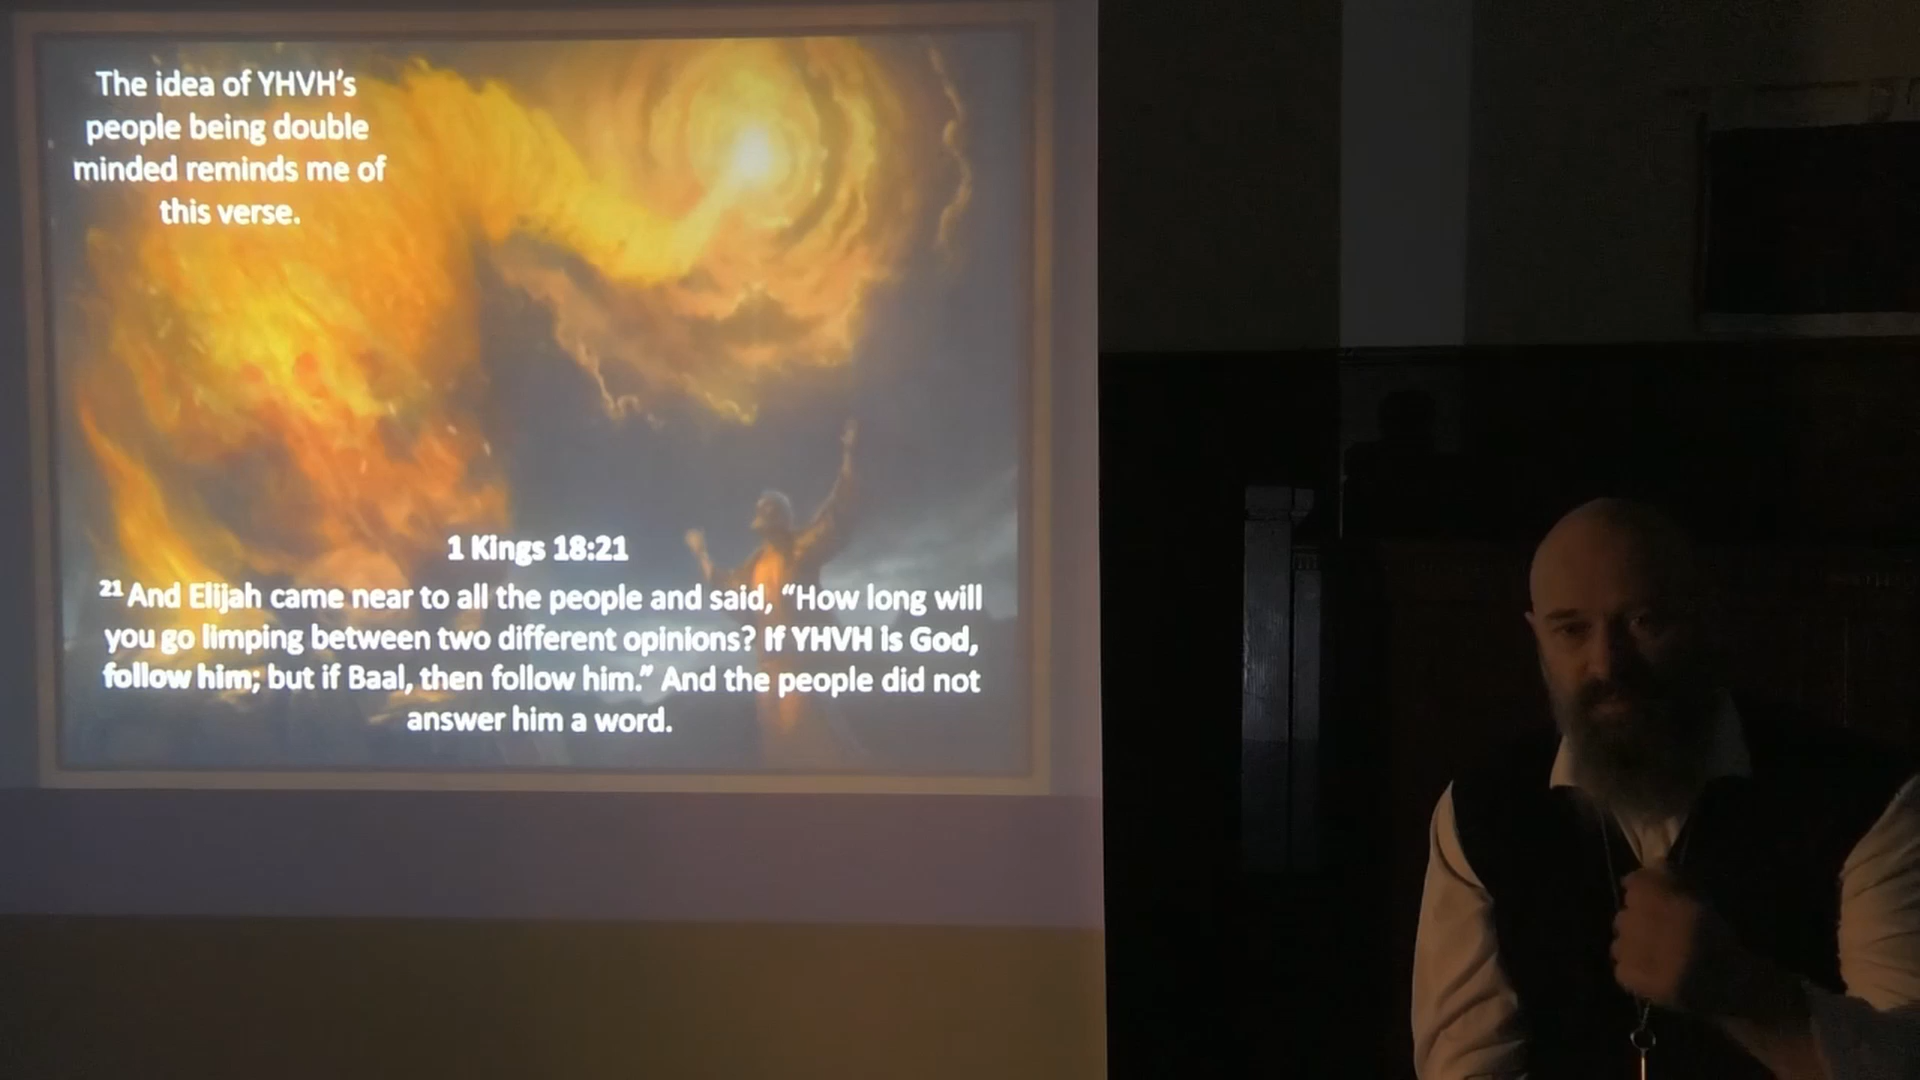 The idea of YHVH's
people being double
minded reminds me of
this verse.
1 Kings 18:21
21 And Elijah came near to all the people and said, “How long will
you go limping between two different opinions? If YHVH is God,
follow him; but if Baal, then follow him.” And the people did not
answer him a word.